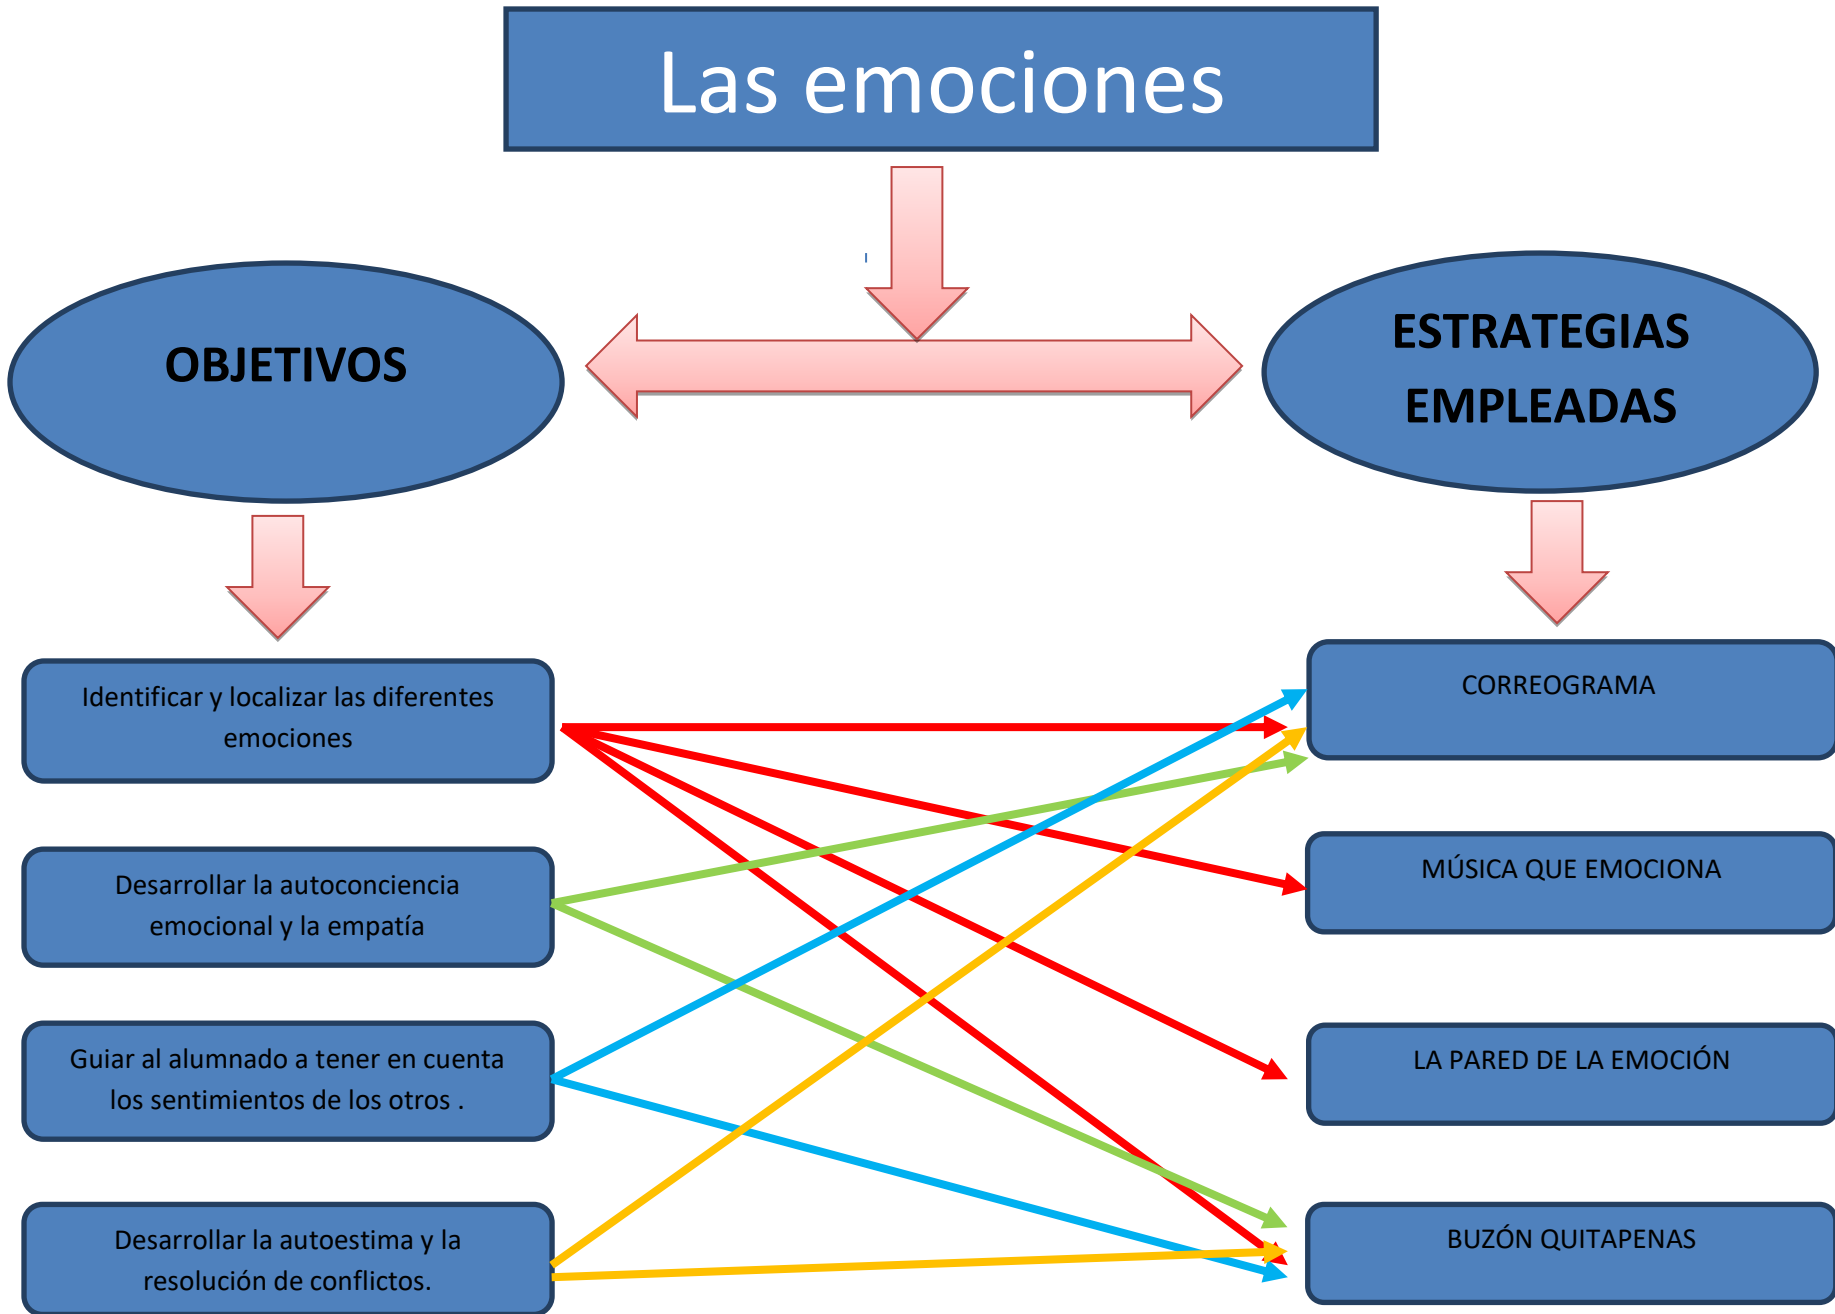 Las emociones
OBJETIVOS
ESTRATEGIAS
EMPLEADAS
Identificar y localizar las diferentes
emociones
Desarrollar la autoconciencia
emocional y la empatía
Guiar al alumnado a tener en cuenta
los sentimientos de los otros .
Desarrollar la autoestima y la
resolución de conflictos.
CORREOGRAMA
MÚSICA QUE EMOCIONA
LA PARED DE LA EMOCIÓN
BUZÓN QUITAPENAS